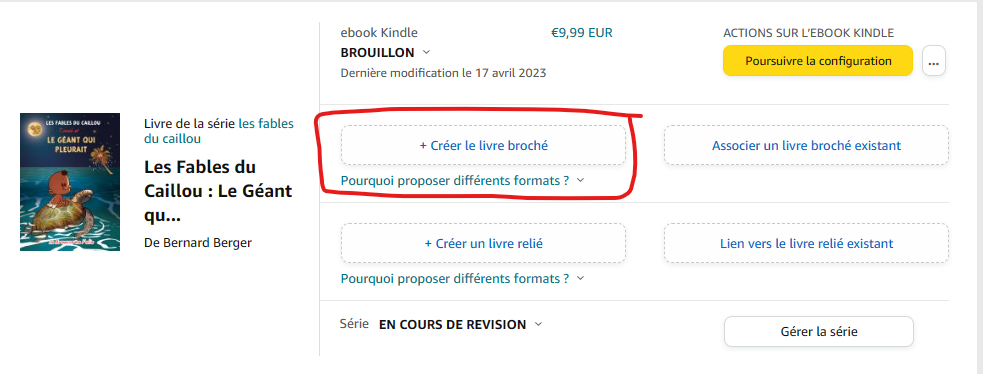 ebook Kindle
€9,99 EUR
ACTIONS SUR L'EBOOK KINDLE
BROUILLON
Poursuivre la configuration
...
Dernière modification le 17 avril 2023
LES FABLES DU CAILLOU
LE GÉANT QUI
PLEURAIT
Livre de la série les fables
du caillou
Les Fables du
Caillou : Le Géant
qu...
De Bernard Berger
+ Créer le livre broché
Associer un livre broché existant
Pourquoi proposer différents formats ?
+ Créer un livre relié
Lien vers le livre relié existant
Pourquoi proposer différents formats ?
Série EN COURS DE REVISION
Gérer la série